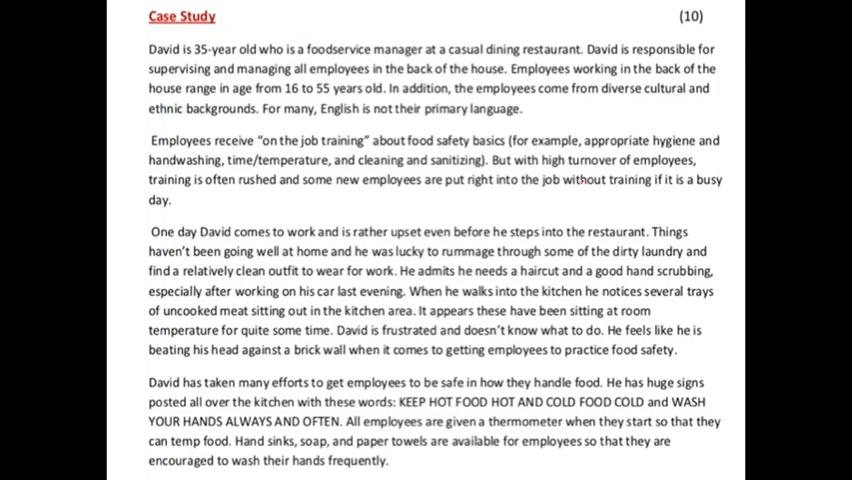 Case Study (10)
David is 35-year old who is a foodservice manager at a casual dining restaurant. David is responsible for
supervising and managing all employees in the back of the house. Employees working in the back of the
house range in age from 16 to 55 years old. In addition, the employees come from diverse cultural and
ethnic backgrounds. For many, English is not their primary language.
Employees receive “on the job training” about food safety basics (for example, appropriate hygiene and
handwashing, time/temperature, and cleaning and sanitizing). But with high turnover of employees,
training is often rushed and some new employees are put right into the job without training if it is a busy
day.
One day David comes to work and is rather upset even before he steps into the restaurant. Things
haven’t been going well at home and he was lucky to rummage through some of the dirty laundry and
find a relatively clean outfit to wear for work. He admits he needs a haircut and a good hand scrubbing,
especially after working on his car last evening. When he walks into the kitchen he notices several trays
of uncooked meat sitting out in the kitchen area. It appears these have been sitting at room
temperature for quite some time. David is frustrated and doesn’t know what to do. He feels like he is
beating his head against a brick wall when it comes to getting employees to practice food safety.
David has taken many efforts to get employees to be safe in how they handle food. He has huge signs
posted all over the kitchen with these words: KEEP HOT FOOD HOT AND COLD FOOD COLD and WASH
YOUR HANDS ALWAYS AND OFTEN. All employees are given a thermometer when they start so that they
can temp food. Hand sinks, soap, and paper towels are available for employees so that they are
encouraged to wash their hands frequently.